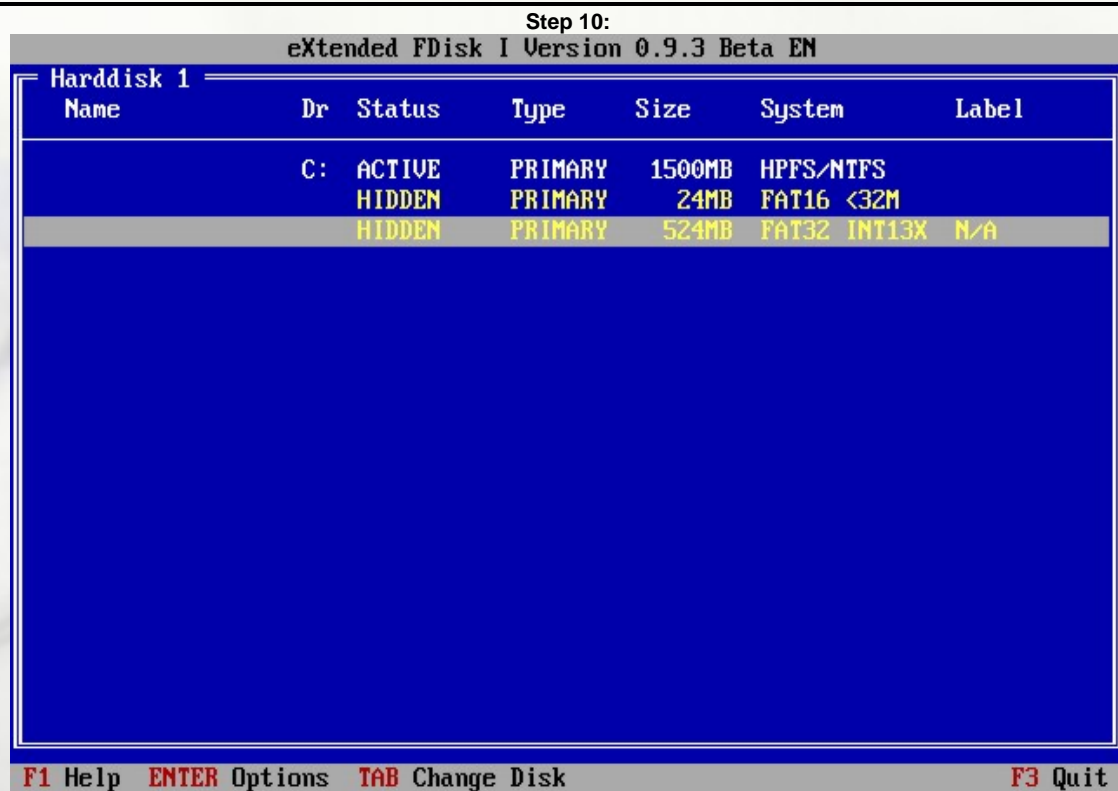 Step 10:
eXtended FDisk I Version 0.9.3 Beta EN
Harddisk 1
Name Dr Status Type Size System Label
C: ACTIVE PRIMARY 1500MB HPFS/NTFS
HIDDEN PRIMARY 24MB FAT16 <32M
HIDDEN PRIMARY 524MB FAT32 INT13X N/A
F1 Help ENTER Options TAB Change Disk F3 Quit